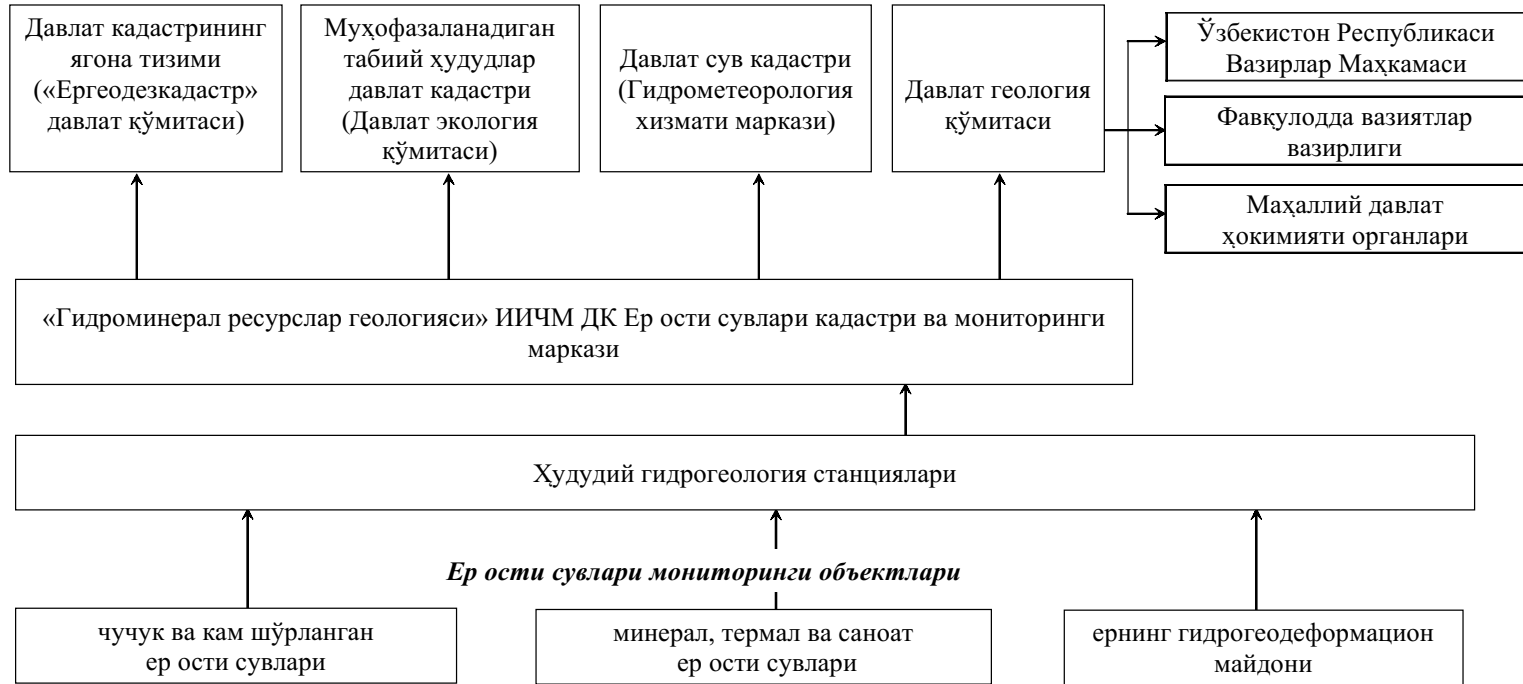 Давлат кадастрининг
ягона тизими
(«Ергеодезкадастр»
давлат қўмитаси)
Муҳофазаланадиган
табиий ҳудудлар
давлат кадастри
(Давлат экология
қўмитаси)
Давлат сув кадастри
(Гидрометеорология
хизмати маркази)
Давлат геология
қўмитаси
Ўзбекистон Республикаси
Вазирлар Маҳкамаси
Фавқулодда вазиятлар
вазирлиги
Маҳаллий давлат
ҳокимияти органлари
«Гидроминерал ресурслар геологияси» ИИЧМ ДК Ер ости сувлари кадастри ва мониторинги
маркази
Ҳудудий гидрогеология станциялари
Ер ости сувлари мониторинги объектлари
чучук ва кам шўрланган
ер ости сувлари
минерал, термал ва саноат
ер ости сувлари
ернинг гидрогеодеформацион
майдони